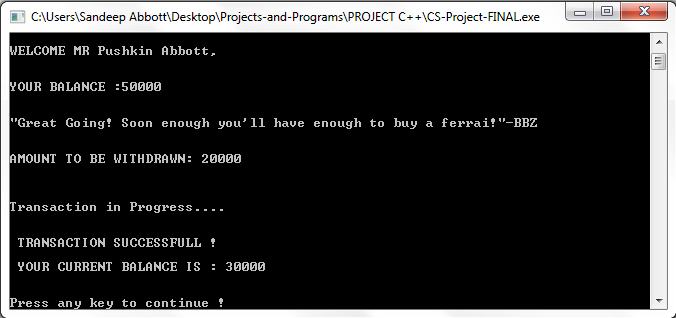 C:\Users\Sandeep Abbott\Desktop\Projects-and-Programs\PROJECT C++\CS-Project-FINAL.exe
WELCOME MR Pushkin Abbott,
YOUR BALANCE :50000
"Great Going! Soon enough you'll have enough to buy a ferrai!"-BBZ
AMOUNT TO BE WITHDRAWN: 20000
Transaction in Progress....
TRANSACTION SUCCESSFULL !
YOUR CURRENT BALANCE IS : 30000
Press any key to continue !